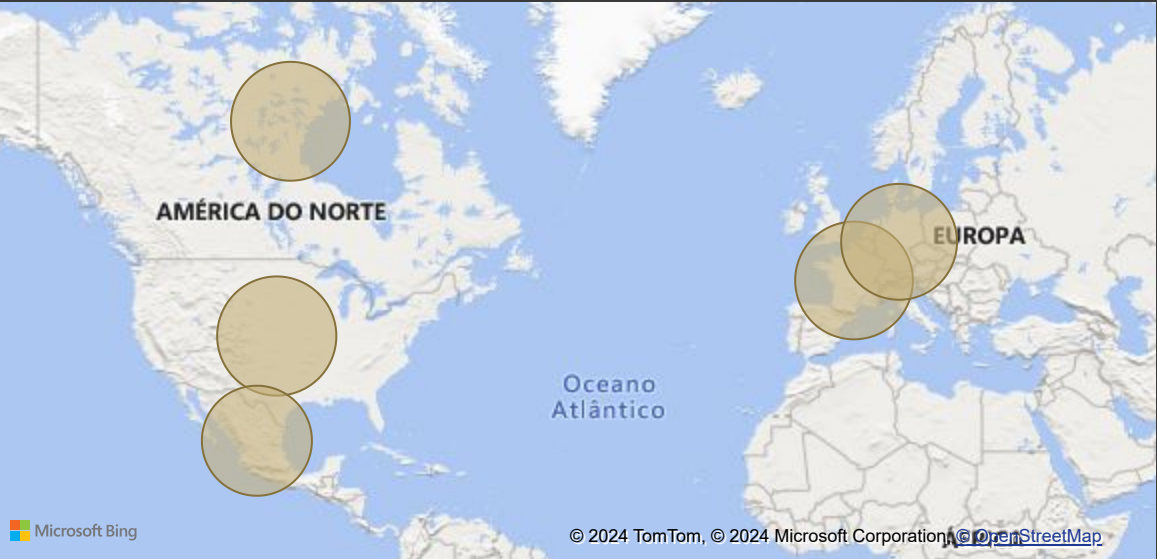 AMÉRICA DO NORTE
EUROPA
Oceano
Atlântico
Microsoft Bing
© 2024 TomTom, © 2024 Microsoft Corporation, © OpenStreetMap